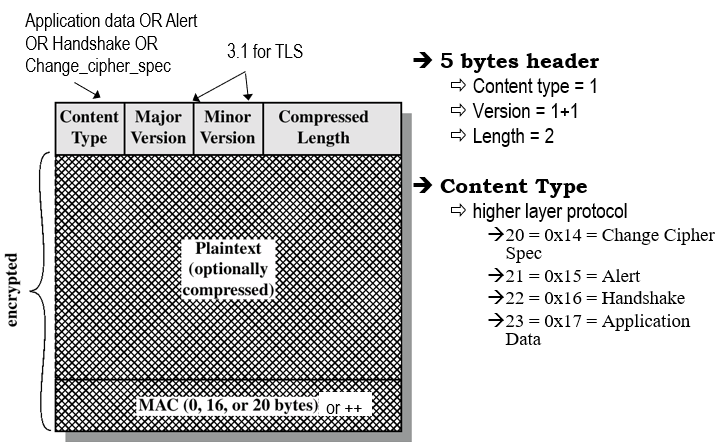 Application data OR Alert
OR Handshake OR
Change_cipher_spec
3.1 for TLS
Content
Type
Major
Version
Minor
Version
Compressed
Length
encrypted
Plaintext
(optionally
compressed)
MAC (0, 16, or 20 bytes) or ++
➔ 5 bytes header
⇨ Content type = 1
⇨ Version = 1+1
⇨ Length = 2
➔ Content Type
⇨ higher layer protocol
→20 = 0x14 = Change Cipher
Spec
→21 = 0x15 = Alert
→22 = 0x16 = Handshake
→23 = 0x17 = Application
Data